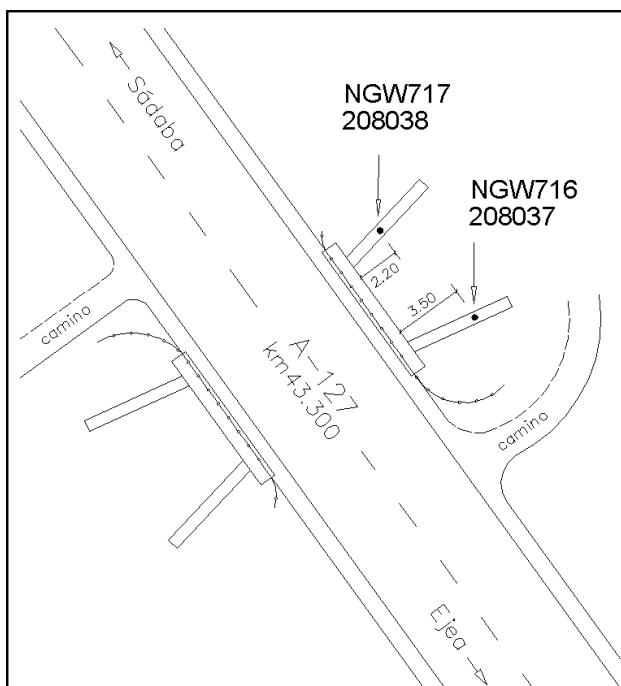 Sádaba
NGW717
208038
NGW716
208037
2.20
3.50
camino
A-127
km43.300
camino
Ejea